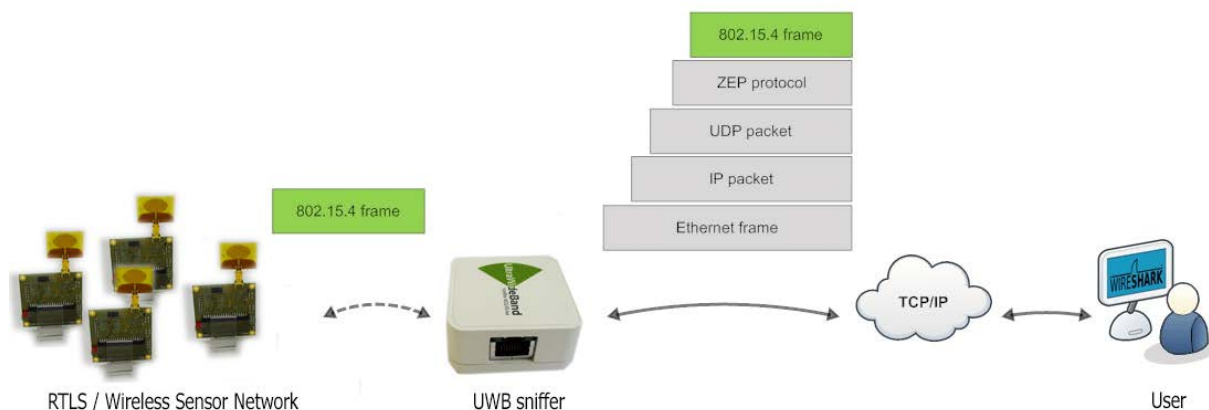 802.15.4 frame
ZEP protocol
UDP packet
IP packet
Ethernet frame
802.15.4 frame
UltraWideBand
TCP/IP
WIRESHARK
RTLS / Wireless Sensor Network
UWB sniffer
User